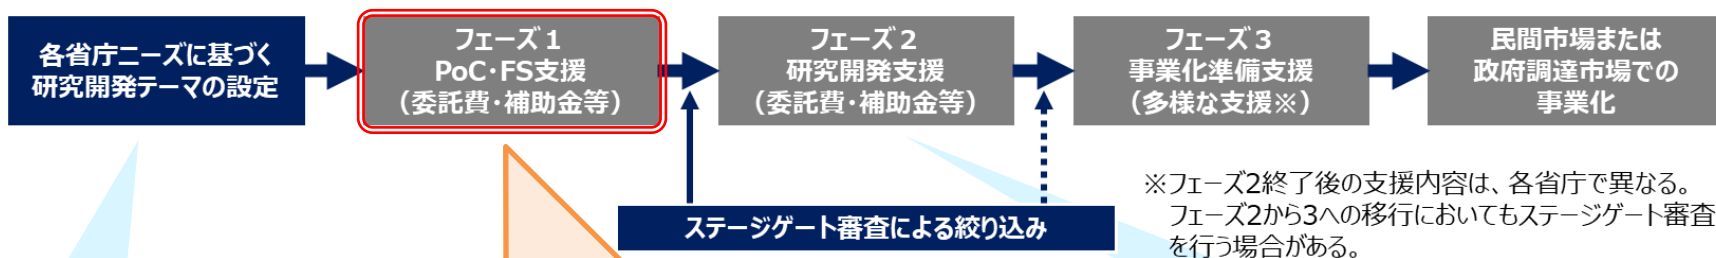 各省庁ニーズに基づく
研究開発テーマの設定
フェーズ1
PoC・FS支援
（委託費・補助金等）
フェーズ2
研究開発支援
（委託費・補助金等）
フェーズ3
事業化準備支援
（多様な支援※）
民間市場または
政府調達市場での
事業化
ステージゲート審査による絞り込み
※フェーズ2終了後の支援内容は、各省庁で異なる。
フェーズ2から3への移行においてもステージゲート審査
を行う場合がある。